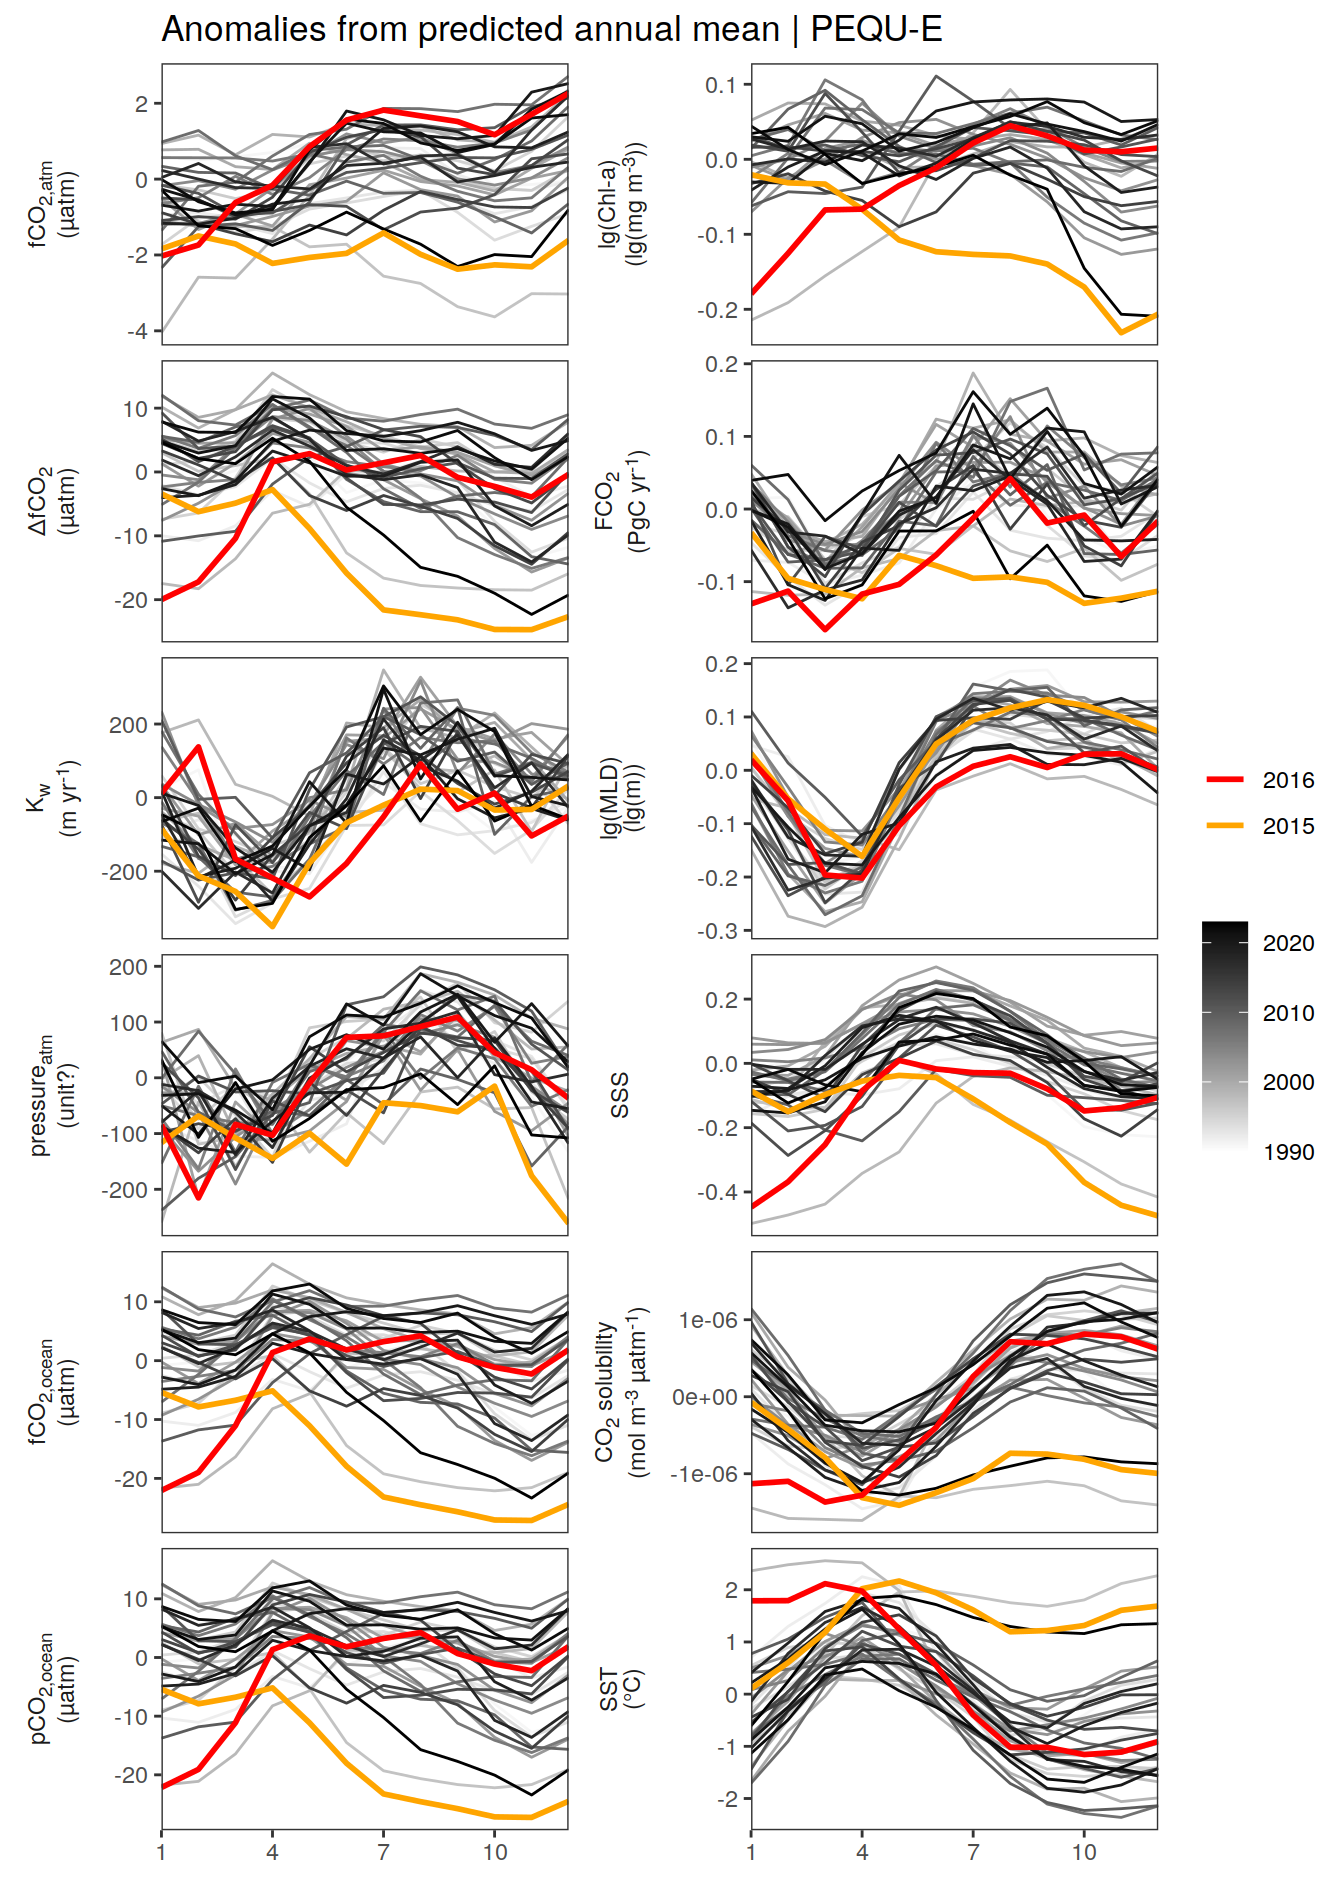 Anomalies from predicted annual mean | PEQU-E
fCO2,atm
(µatm)
2
0
-2
-4
lg(Chl-a)
(lg(mg m-3))
0.1
0.0
-0.1
-0.2
ΔfCO2
(µatm)
10
0
-10
-20
FCO2
(PgC yr-1)
0.2
0.1
0.0
-0.1
Kw
(m yr-1)
200
0
-200
lg(MLD)
(lg(m))
0.2
0.1
0.0
-0.1
-0.2
-0.3
pressureatm
(unit?)
200
100
0
-100
-200
SSS
0.2
0.0
-0.2
-0.4
fCO2,ocean
(µatm)
10
0
-10
-20
CO2 solubility
(mol m-3 µatm-1)
1e-06
0e+00
-1e-06
pCO2,ocean
(µatm)
10
0
-10
-20
1 4 7 10
SST
(°C)
2
1
0
-1
-2
1 4 7 10
2016
2015
2020
2010
2000
1990